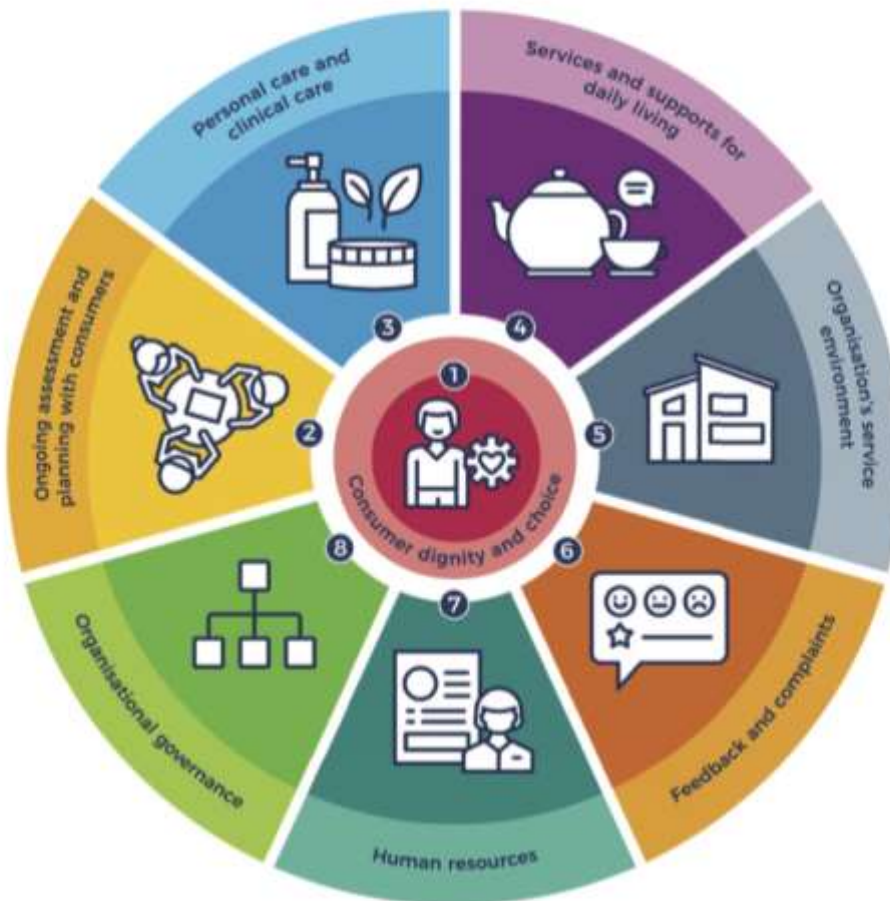 1
Consumer dignity and choice
2
Ongoing assessment and
planning with consumers
3
Personal care and
clinical care
4
Services and supports for
daily living
5
Organisation's service
environment
6
Feedback and complaints
7
Human resources
8
Organisational governance